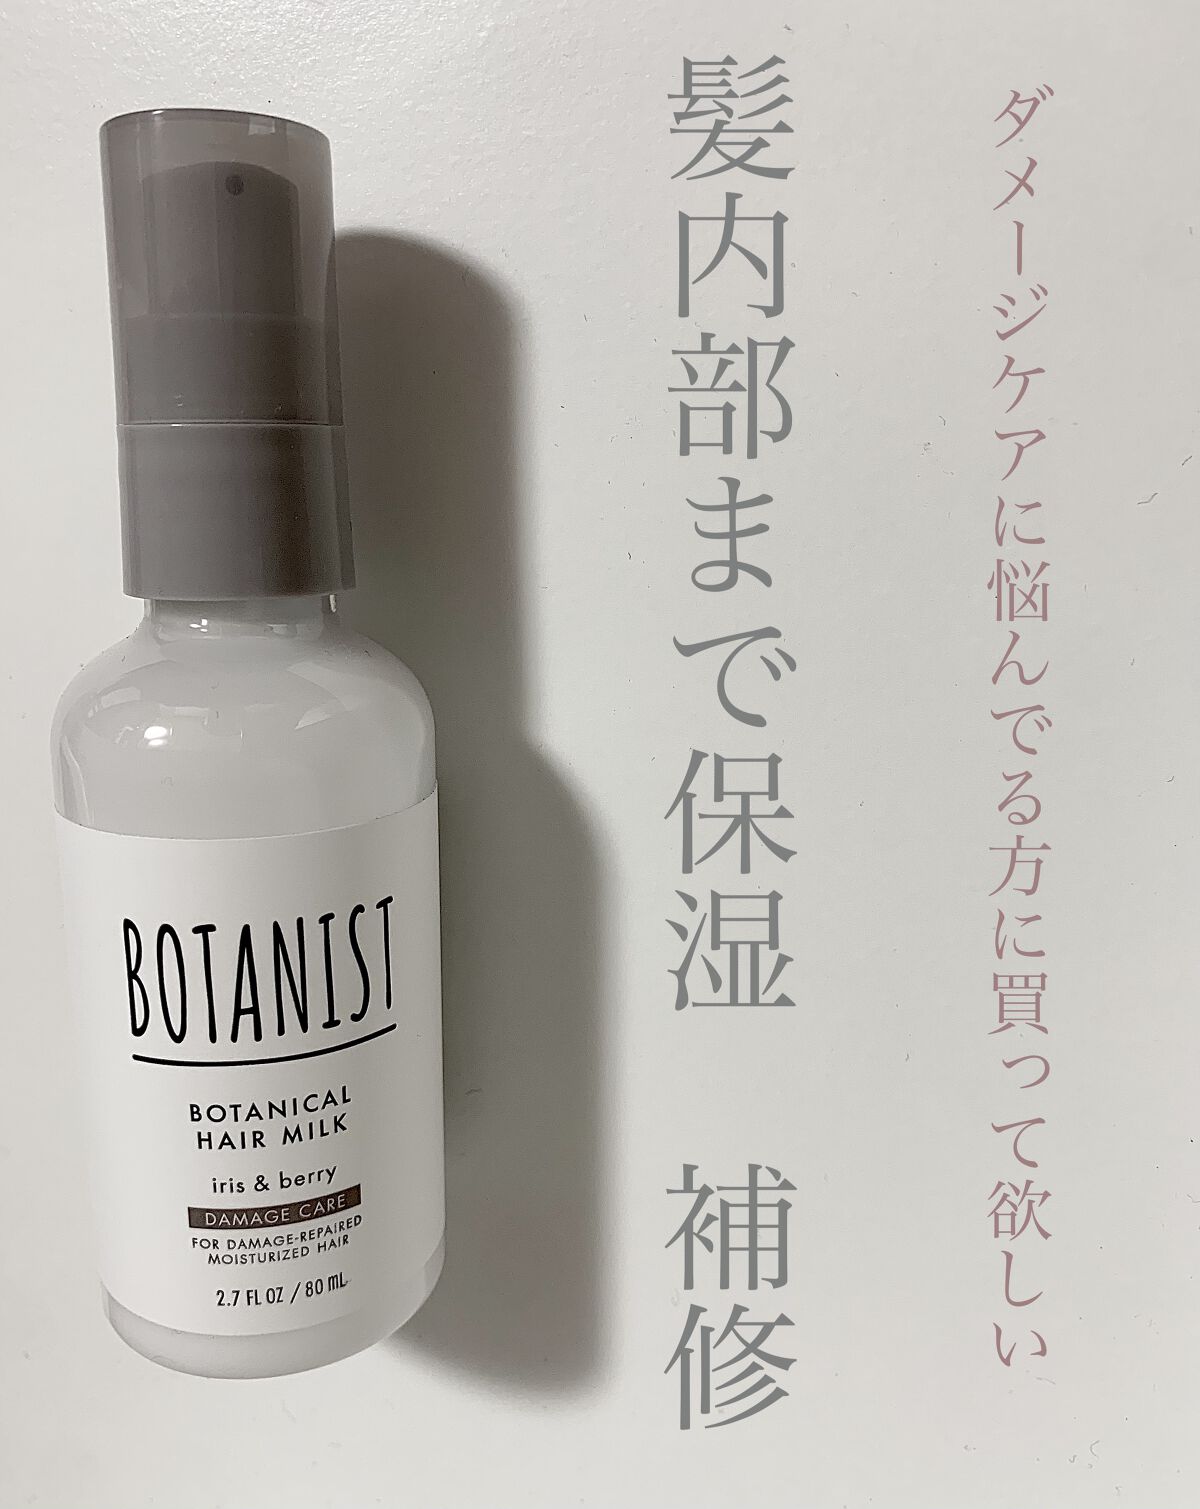 ダメージケアに悩んでる方に買って欲しい
髪内部まで保湿　補修
BOTANIST
BOTANICAL
HAIR MILK
iris & berry
DAMAGE CARE
FOR DAMAGE-REPAIRED
MOISTURIZED HAIR
2.7 FL OZ / 80 mL